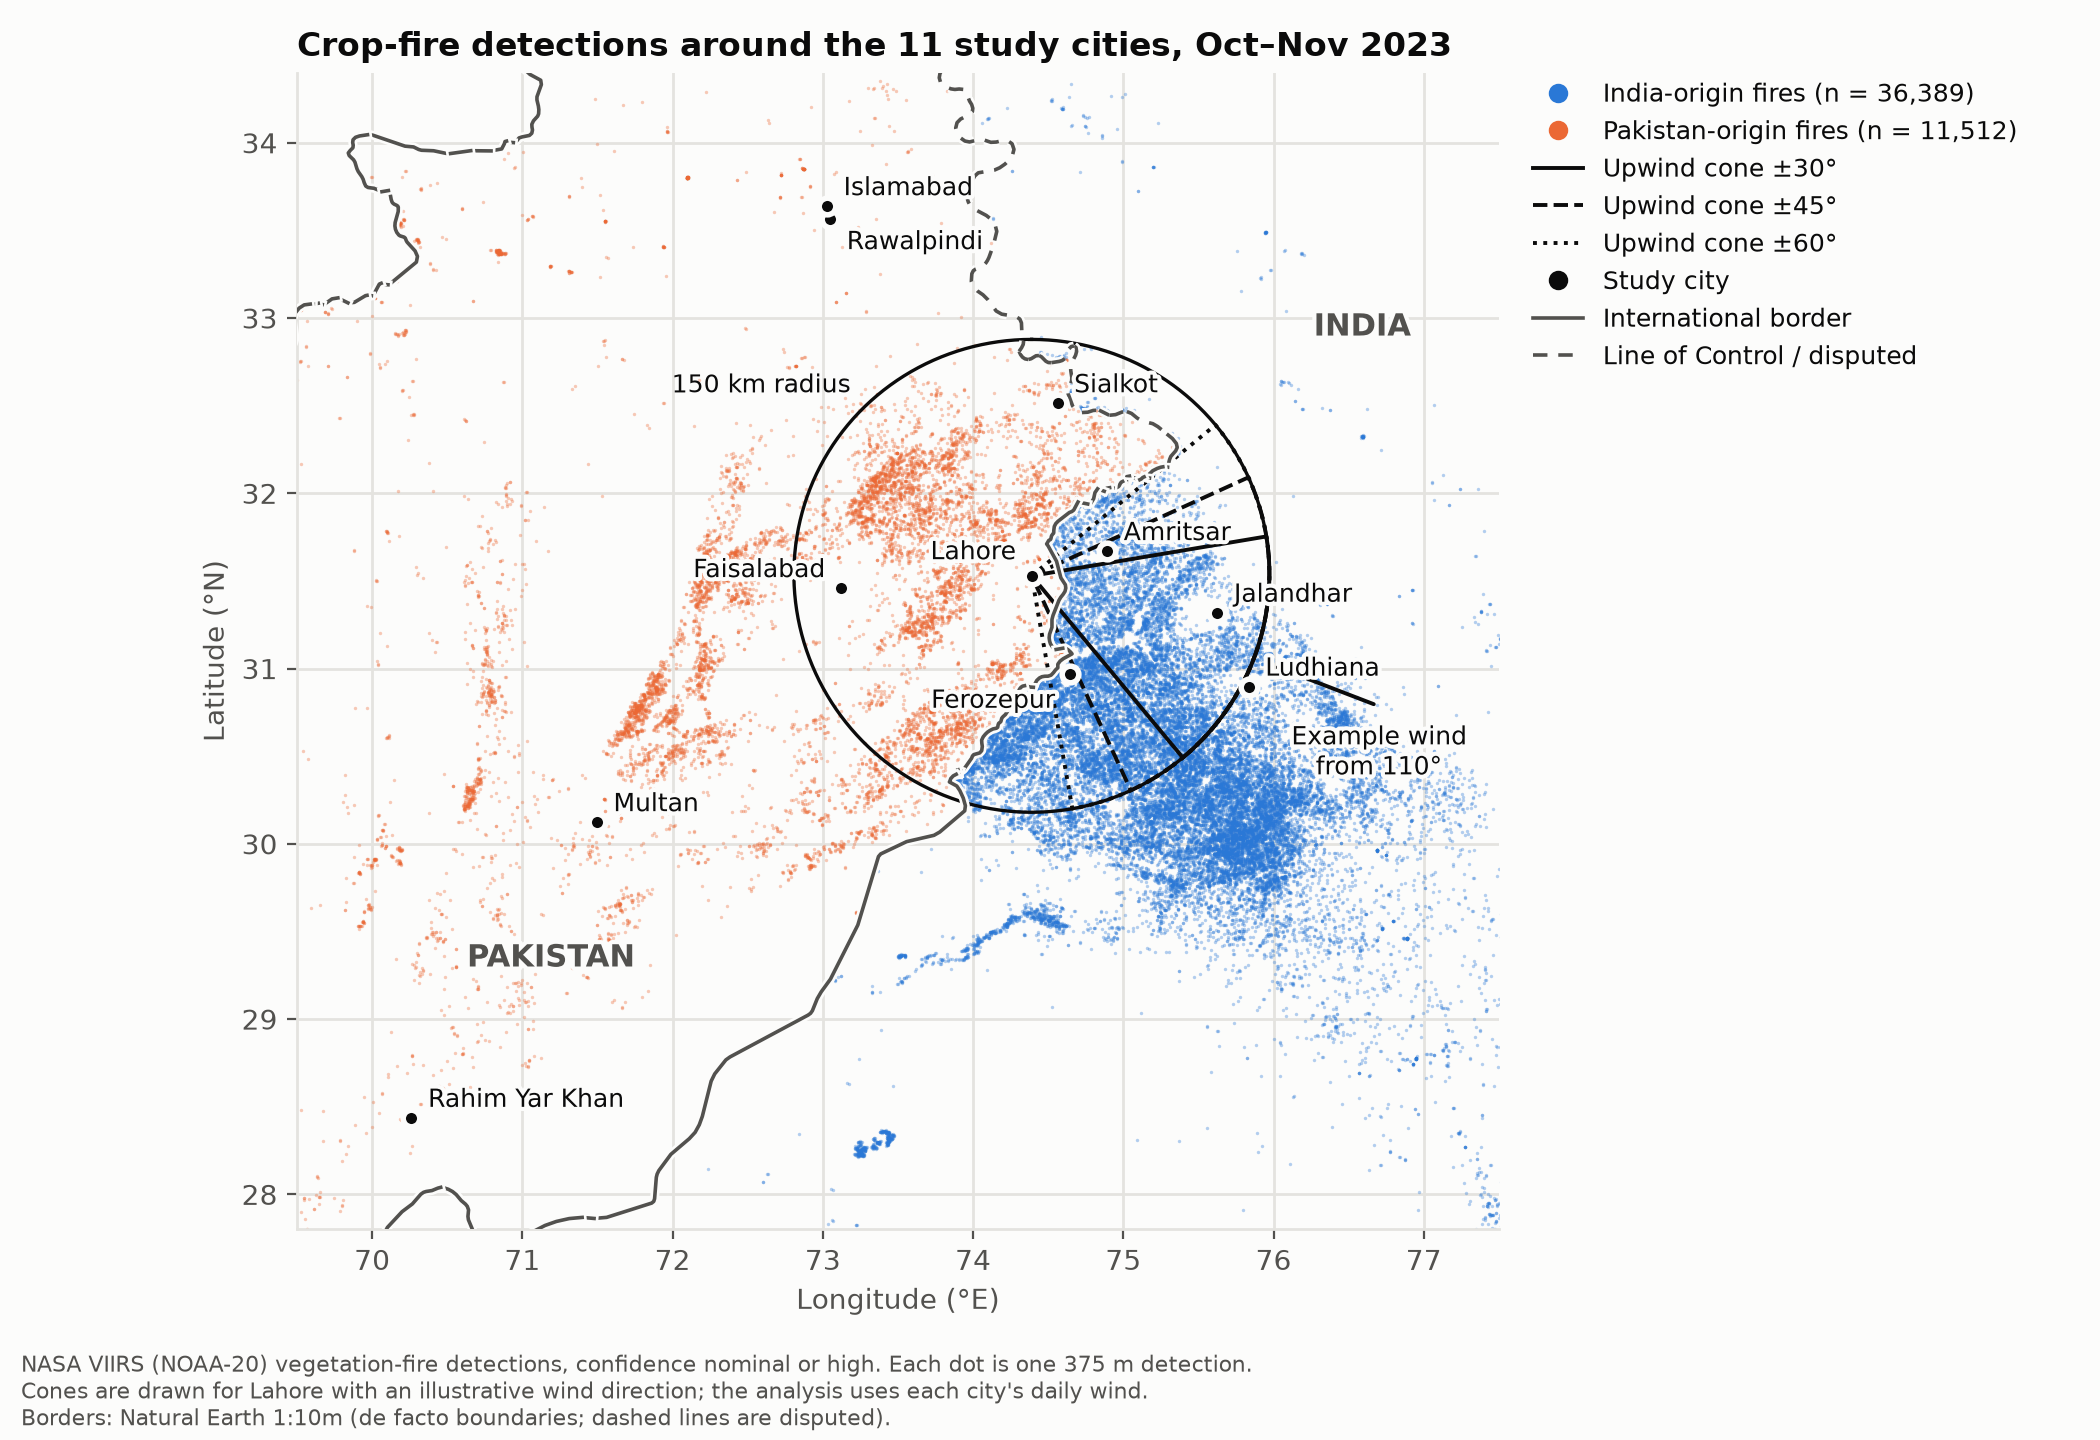 Crop-fire detections around the 11 study cities, Oct–Nov 2023
India-origin fires (n = 36,389)
Pakistan-origin fires (n = 11,512)
Upwind cone ±30°
Upwind cone ±45°
Upwind cone ±60°
Study city
International border
Line of Control / disputed
34
33
32
31
30
29
28
Latitude (°N)
Islamabad
Rawalpindi
INDIA
150 km radius
Sialkot
Amritsar
Lahore
Faisalabad
Jalandhar
Ludhiana
Ferozepur
Example wind
from 110°
Multan
PAKISTAN
Rahim Yar Khan
70
71
72
73
74
75
76
77
Longitude (°E)
NASA VIIRS (NOAA-20) vegetation-fire detections, confidence nominal or high. Each dot is one 375 m detection.
Cones are drawn for Lahore with an illustrative wind direction; the analysis uses each city's daily wind.
Borders: Natural Earth 1:10m (de facto boundaries; dashed lines are disputed).